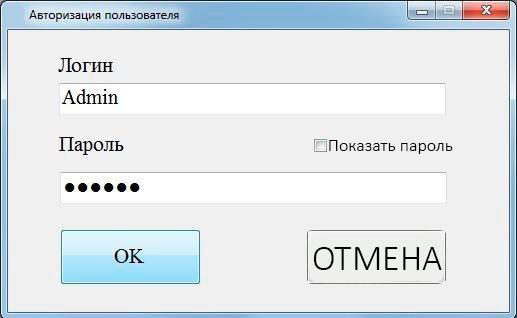 Авторизация пользователя
Логин
Admin
Пароль
Показать пароль
●●●●●●
OK
ОТМЕНА